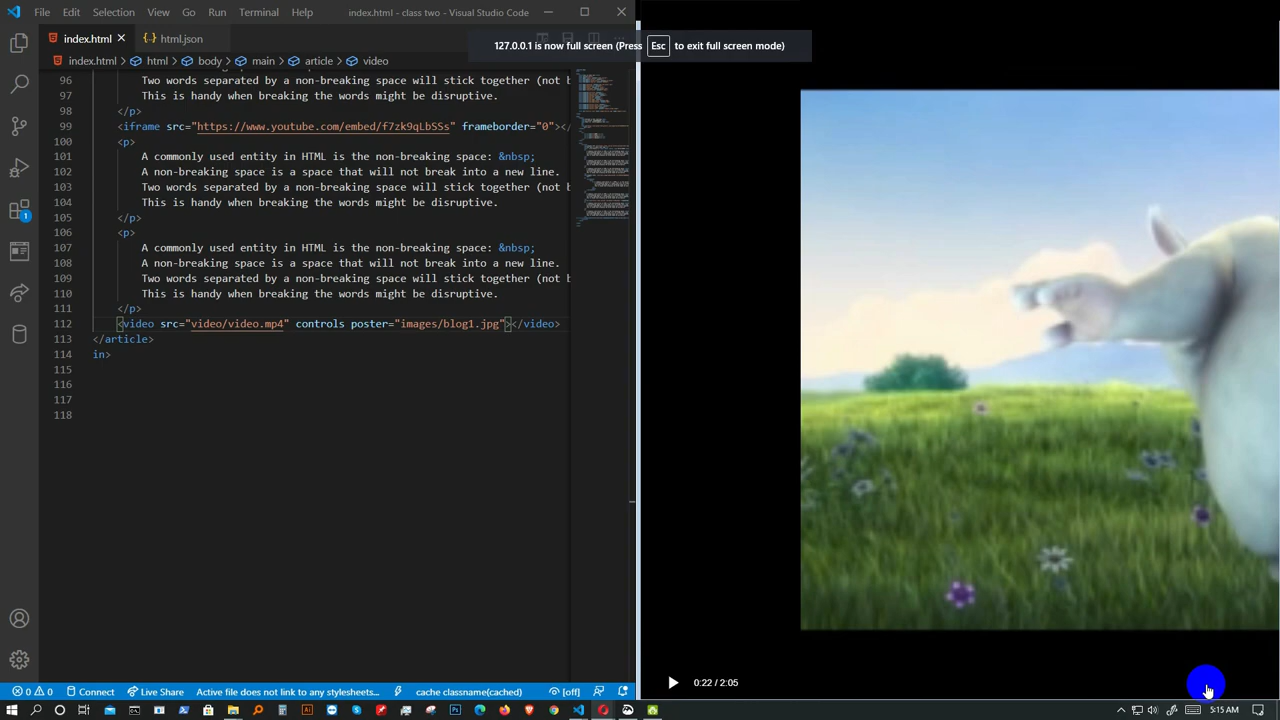 File Edit Selection View Go Run Terminal Help index.html - class two - Visual Studio Code
index.html html.json
index.html > html > body > main > article > video
127.0.0.1 is now full screen (Press Esc to exit full screen mode)
96 Two words separated by a non-breaking space will stick together (not b
97 This is handy when breaking the words might be disruptive.
98 </p>
99 <iframe src="https://www.youtube.com/embed/f7zk9qLbSSs" frameborder="0"></
100 <p>
101 A commonly used entity in HTML is the non-breaking space: &nbsp;
102 A non-breaking space is a space that will not break into a new line.
103 Two words separated by a non-breaking space will stick together (not b
104 This is handy when breaking the words might be disruptive.
105 </p>
106 <p>
107 A commonly used entity in HTML is the non-breaking space: &nbsp;
108 A non-breaking space is a space that will not break into a new line.
109 Two words separated by a non-breaking space will stick together (not b
110 This is handy when breaking the words might be disruptive.
111 </p>
112 <video src="video/video.mp4" controls poster="images/blog1.jpg"></video>
113 </article>
114 in>
115
116
117
118
1
0:22 / 2:05
0 0 Connect Live Share Active file does not link to any stylesheets... cache classname(cached) [off]
5:15 AM